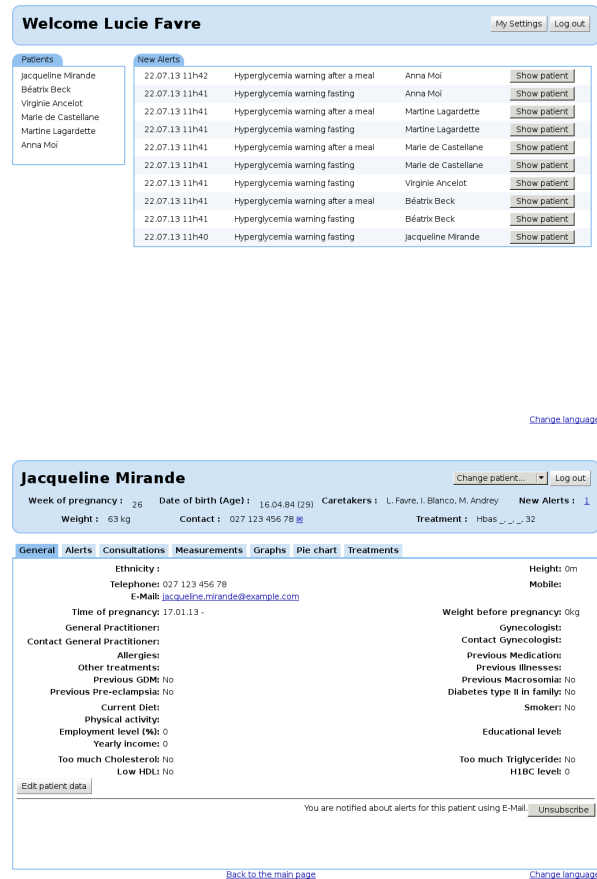 Welcome Lucie Favre
My Settings Log out
Patients
Jacqueline Mirande
Béatrix Beck
Virginie Ancelot
Marie de Castellane
Martine Lagardette
Anna Moï
New Alerts
22.07.13 11h42 Hyperglycemia warning after a meal Anna Moï Show patient
22.07.13 11h41 Hyperglycemia warning fasting Anna Moï Show patient
22.07.13 11h41 Hyperglycemia warning after a meal Martine Lagardette Show patient
22.07.13 11h41 Hyperglycemia warning fasting Martine Lagardette Show patient
22.07.13 11h41 Hyperglycemia warning after a meal Marie de Castellane Show patient
22.07.13 11h41 Hyperglycemia warning fasting Marie de Castellane Show patient
22.07.13 11h41 Hyperglycemia warning fasting Virginie Ancelot Show patient
22.07.13 11h41 Hyperglycemia warning after a meal Béatrix Beck Show patient
22.07.13 11h41 Hyperglycemia warning fasting Béatrix Beck Show patient
22.07.13 11h40 Hyperglycemia warning fasting Jacqueline Mirande Show patient
Change language
Jacqueline Mirande
Change patient... Log out
Week of pregnancy : 26 Date of birth (Age) : 16.04.84 (29) Caretakers : L. Favre, I. Blanco, M. Andrey New Alerts : 1
Weight : 63 kg Contact : 027 123 456 78 Treatment : Hbas _, _, _, 32
General Alerts Consultations Measurements Graphs Pie chart Treatments
Ethnicity : Height: 0m
Telephone: 027 123 456 78 Mobile:
E-Mail: jacqueline.mirande@example.com
Time of pregnancy: 17.01.13 - Weight before pregnancy: 0kg
General Practitioner: Gynecologist:
Contact General Practitioner: Contact Gynecologist:
Allergies: Previous Medication:
Other treatments: Previous Illnesses:
Previous GDM: No Previous Macrosomia: No
Previous Pre-eclampsia: No Diabetes type II in family: No
Current Diet: Smoker: No
Physical activity:
Employment level (%): 0 Educational level:
Yearly income: 0
Too much Cholesterol: No Too much Triglyceride: No
Low HDL: No H1BC level: 0
Edit patient data
You are notified about alerts for this patient using E-Mail. Unsubscribe
Back to the main page Change language